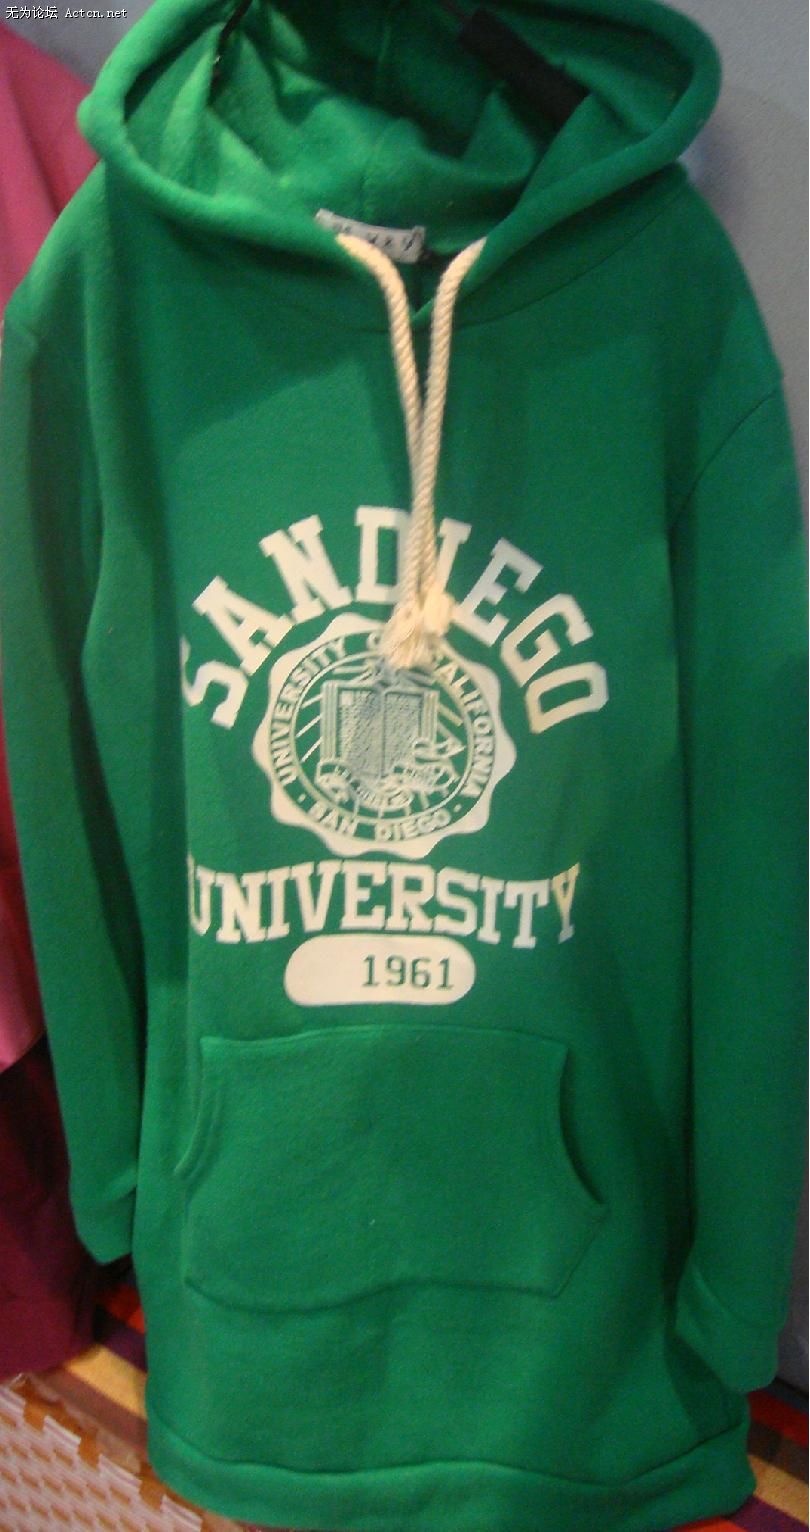 无为论坛 Actcn.net
SANDIEGO
UNIVERSITY OF CALIFORNIA
· SAN DIEGO ·
UNIVERSITY
1961